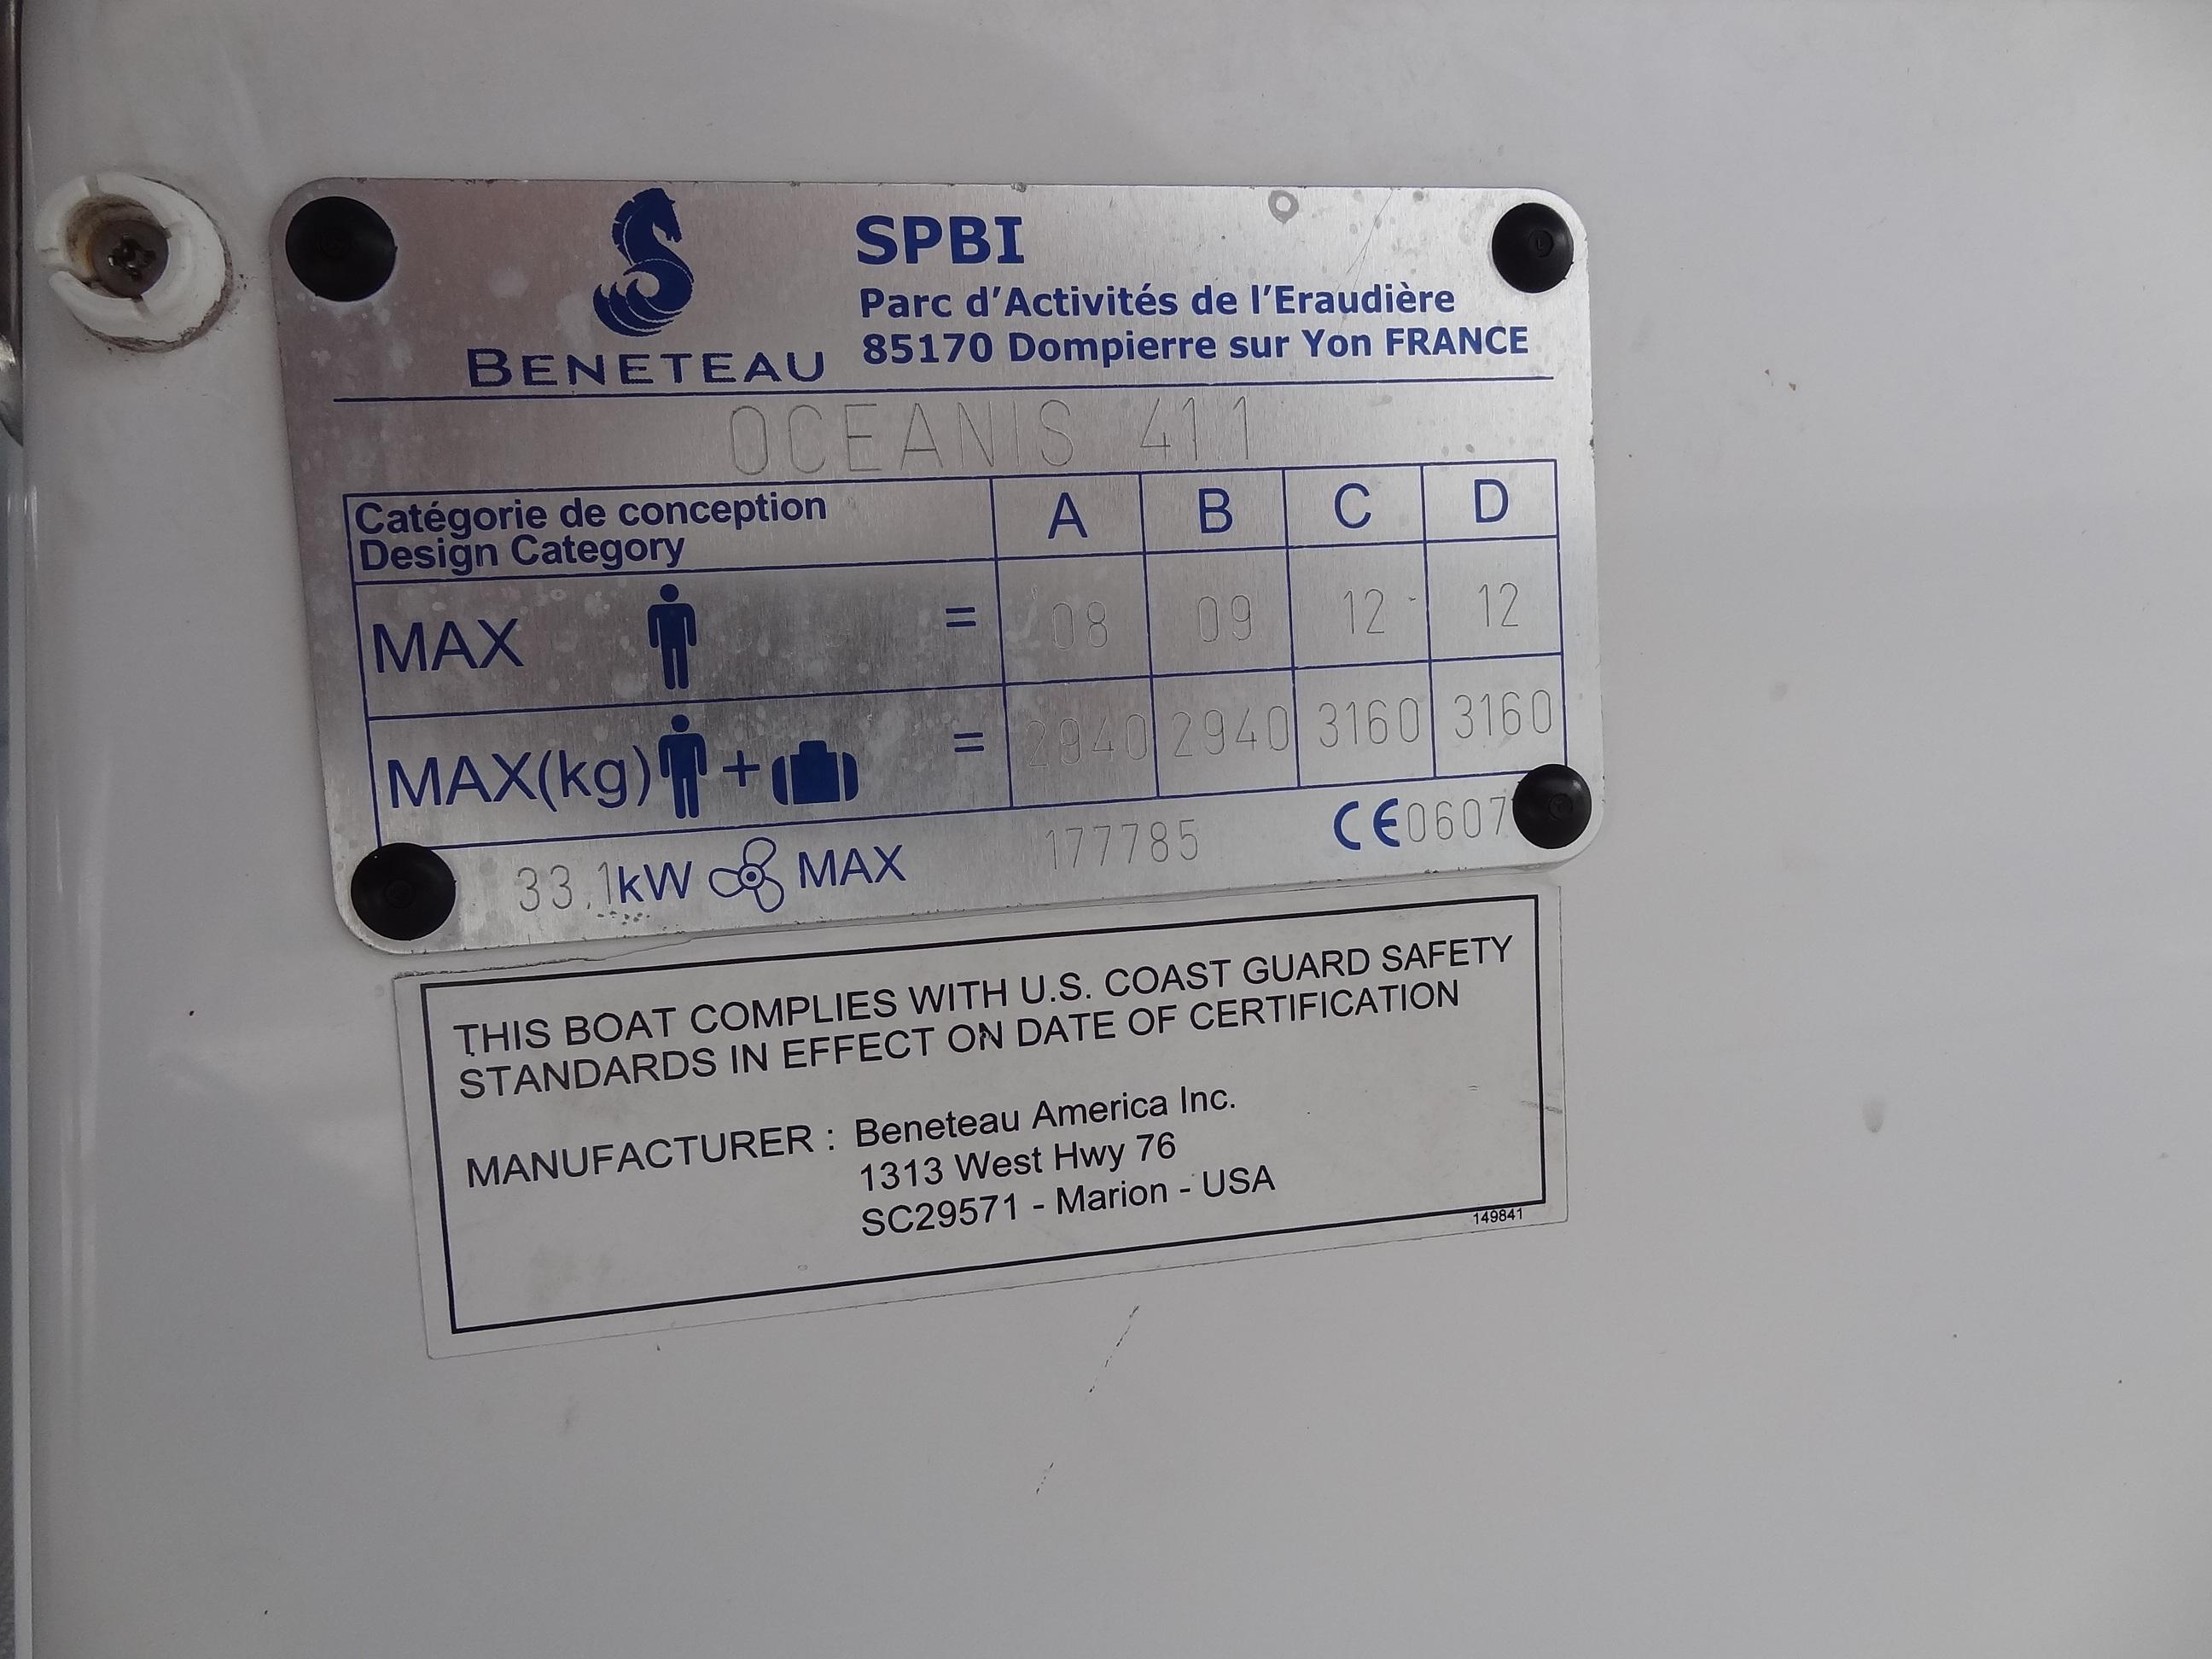 BENETEAU
SPBI
Parc d'Activités de l'Eraudière
85170 Dompierre sur Yon FRANCE
OCEANIS 411
Catégorie de conception A B C D
Design Category
MAX = 08 09 12 12
MAX(kg) + = 2940 2940 3160 3160
33.1kW MAX 177785 CE0607
THIS BOAT COMPLIES WITH U.S. COAST GUARD SAFETY
STANDARDS IN EFFECT ON DATE OF CERTIFICATION
MANUFACTURER : Beneteau America Inc.
1313 West Hwy 76
SC29571 - Marion - USA
149841